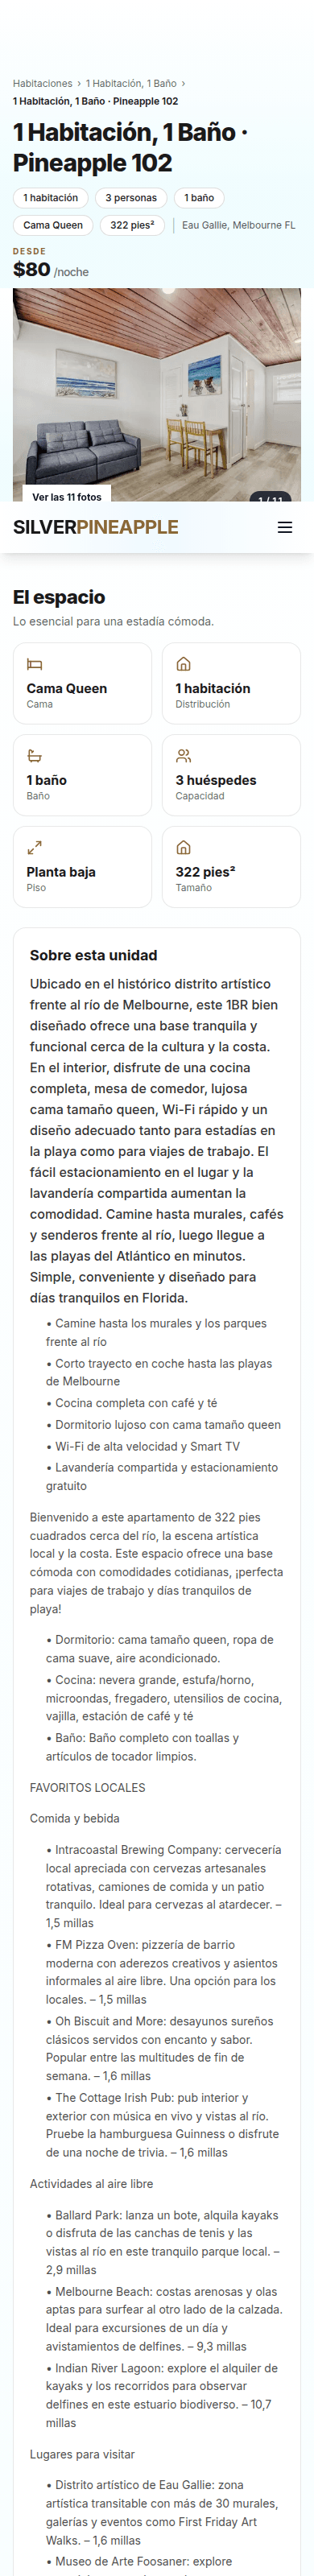 Habitaciones › 1 Habitación, 1 Baño ›
1 Habitación, 1 Baño · Pineapple 102
1 Habitación, 1 Baño ·
Pineapple 102
1 habitación
3 personas
1 baño
Cama Queen
322 pies²
Eau Gallie, Melbourne FL
DESDE
$80 /noche
Ver las 11 fotos
1 / 11
SILVERPINEAPPLE
El espacio
Lo esencial para una estadía cómoda.
Cama Queen
Cama
1 habitación
Distribución
1 baño
Baño
3 huéspedes
Capacidad
Planta baja
Piso
322 pies²
Tamaño
Sobre esta unidad
Ubicado en el histórico distrito artístico
frente al río de Melbourne, este 1BR bien
diseñado ofrece una base tranquila y
funcional cerca de la cultura y la costa.
En el interior, disfrute de una cocina
completa, mesa de comedor, lujosa
cama tamaño queen, Wi-Fi rápido y un
diseño adecuado tanto para estadías en
la playa como para viajes de trabajo. El
fácil estacionamiento en el lugar y la
lavandería compartida aumentan la
comodidad. Camine hasta murales, cafés
y senderos frente al río, luego llegue a
las playas del Atlántico en minutos.
Simple, conveniente y diseñado para
días tranquilos en Florida.
• Camine hasta los murales y los parques
frente al río
• Corto trayecto en coche hasta las playas
de Melbourne
• Cocina completa con café y té
• Dormitorio lujoso con cama tamaño queen
• Wi-Fi de alta velocidad y Smart TV
• Lavandería compartida y estacionamiento
gratuito
Bienvenido a este apartamento de 322 pies
cuadrados cerca del río, la escena artística
local y la costa. Este espacio ofrece una base
cómoda con comodidades cotidianas, ¡perfecta
para viajes de trabajo y días tranquilos de
playa!
• Dormitorio: cama tamaño queen, ropa de
cama suave, aire acondicionado.
• Cocina: nevera grande, estufa/horno,
microondas, fregadero, utensilios de cocina,
vajilla, estación de café y té
• Baño: Baño completo con toallas y
artículos de tocador limpios.
FAVORITOS LOCALES
Comida y bebida
• Intracoastal Brewing Company: cervecería
local apreciada con cervezas artesanales
rotativas, camiones de comida y un patio
tranquilo. Ideal para cervezas al atardecer. –
1,5 millas
• FM Pizza Oven: pizzería de barrio
moderna con aderezos creativos y asientos
informales al aire libre. Una opción para los
locales. – 1,5 millas
• Oh Biscuit and More: desayunos sureños
clásicos servidos con encanto y sabor.
Popular entre las multitudes de fin de
semana. – 1,6 millas
• The Cottage Irish Pub: pub interior y
exterior con música en vivo y vistas al río.
Pruebe la hamburguesa Guinness o disfrute
de una noche de trivia. – 1,6 millas
Actividades al aire libre
• Ballard Park: lanza un bote, alquila kayaks
o disfruta de las canchas de tenis y las
vistas al río en este tranquilo parque local. –
2,9 millas
• Melbourne Beach: costas arenosas y olas
aptas para surfear al otro lado de la calzada.
Ideal para excursiones de un día y
avistamientos de delfines. – 9,3 millas
• Indian River Lagoon: explore el alquiler de
kayaks y los recorridos para observar
delfines en este estuario biodiverso. – 10,7
millas
Lugares para visitar
• Distrito artístico de Eau Gallie: zona
artística transitable con más de 30 murales,
galerías y eventos como First Friday Art
Walks. – 1,6 millas
• Museo de Arte Foosaner: explore